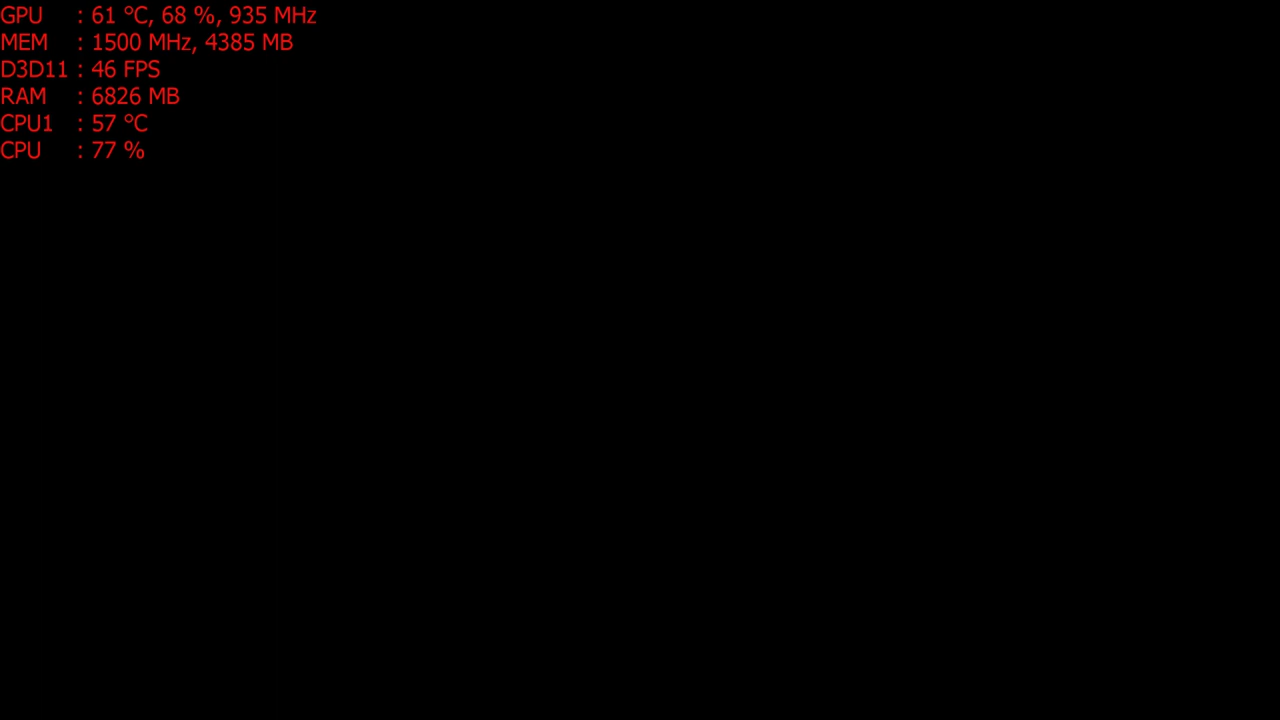 GPU : 61 °C, 68 %, 935 MHz
MEM : 1500 MHz, 4385 MB
D3D11 : 46 FPS
RAM : 6826 MB
CPU1 : 57 °C
CPU : 77 %